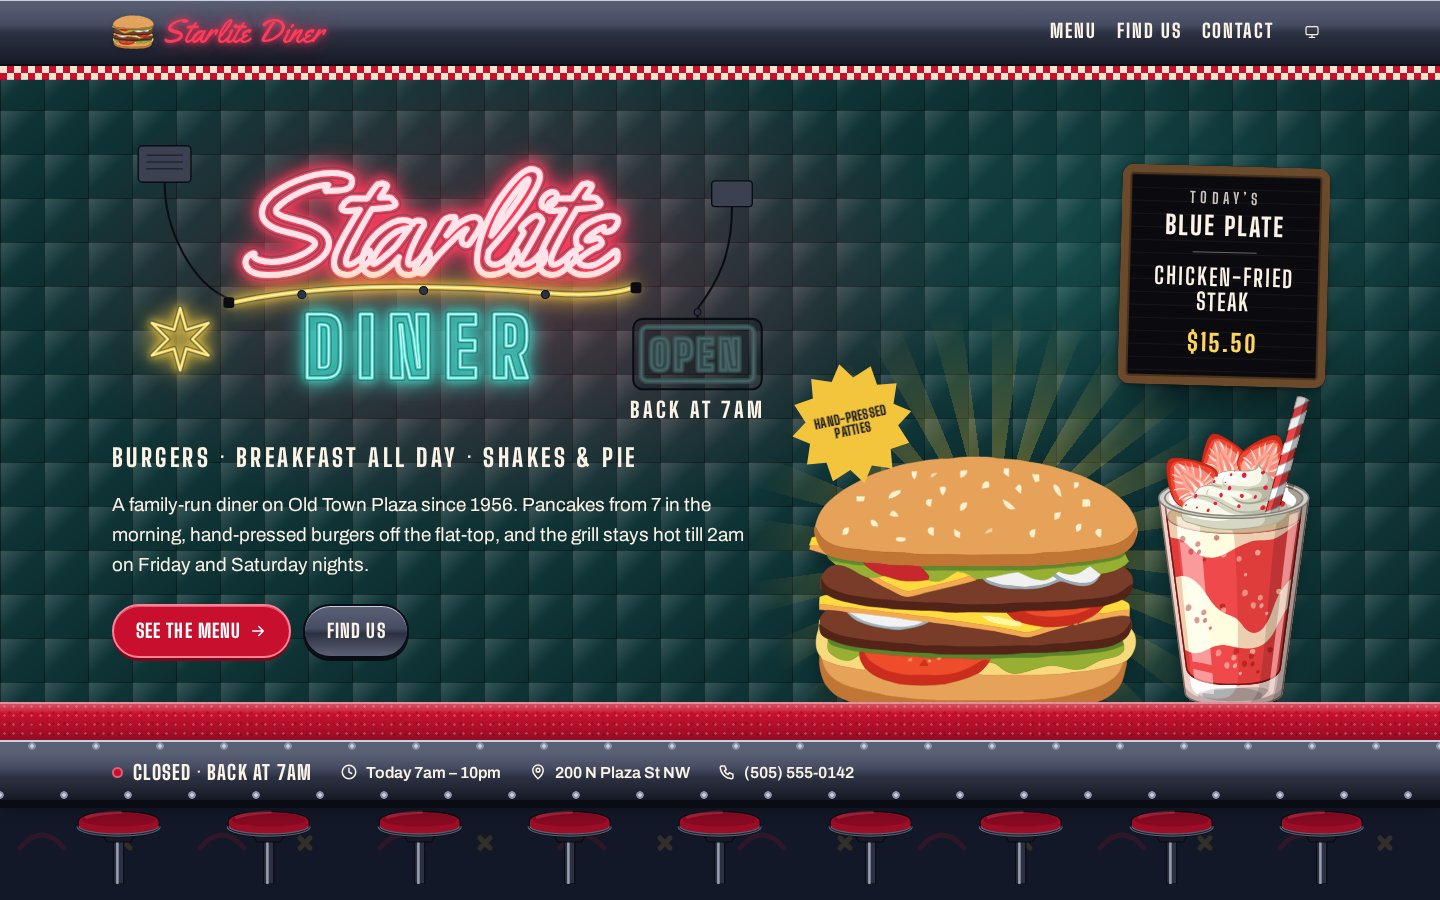 Starlite Diner
MENU FIND US CONTACT
Starlite
DINER
OPEN
BACK AT 7AM
TODAY'S
BLUE PLATE
CHICKEN-FRIED
STEAK
$15.50
HAND-PRESSED
PATTIES
BURGERS · BREAKFAST ALL DAY · SHAKES & PIE
A family-run diner on Old Town Plaza since 1956. Pancakes from 7 in the
morning, hand-pressed burgers off the flat-top, and the grill stays hot till 2am
on Friday and Saturday nights.
SEE THE MENU →
FIND US
CLOSED · BACK AT 7AM
Today 7am – 10pm
200 N Plaza St NW
(505) 555-0142